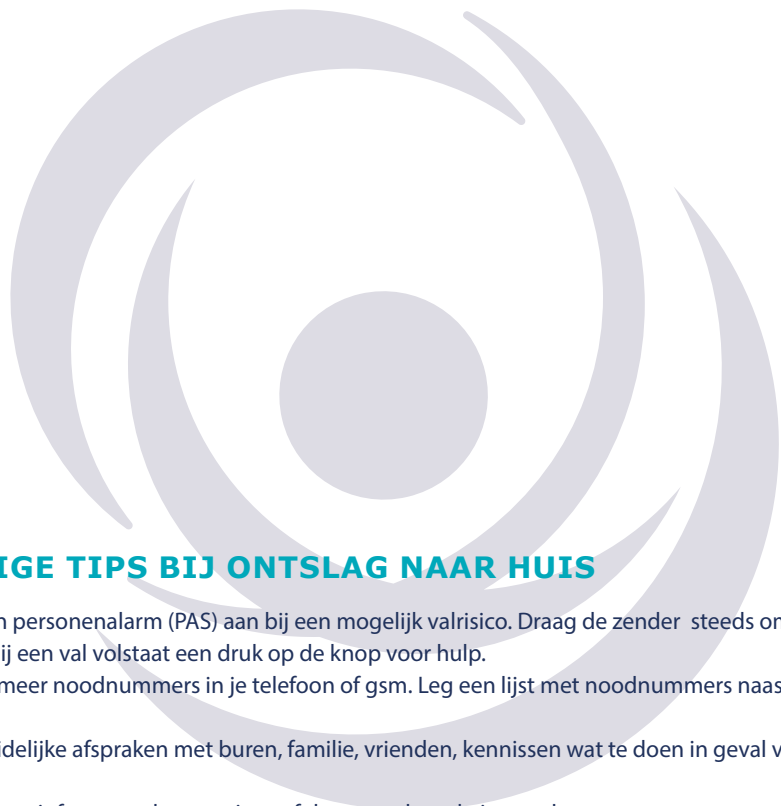 IGE TIPS BIJ ONTSLAG NAAR HUIS
n personenalarm (PAS) aan bij een mogelijk valrisico. Draag de zender steeds
ij een val volstaat een druk op de knop voor hulp.
meer noodnummers in je telefoon of gsm. Leg een lijst met noodnummers naas
idelijke afspraken met buren, familie, vrienden, kennissen wat te doen in geval